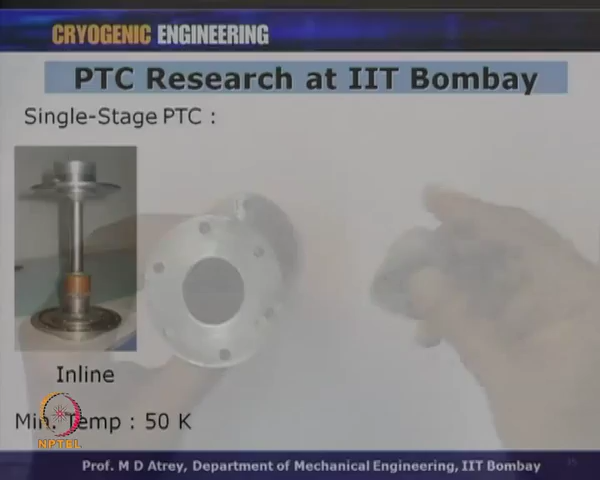 CRYOGENIC ENGINEERING
PTC Research at IIT Bombay
Single-Stage PTC :
Inline
Min. Temp : 50 K
NPTEL
Prof. M D Atrey, Department of Mechanical Engineering, IIT Bombay